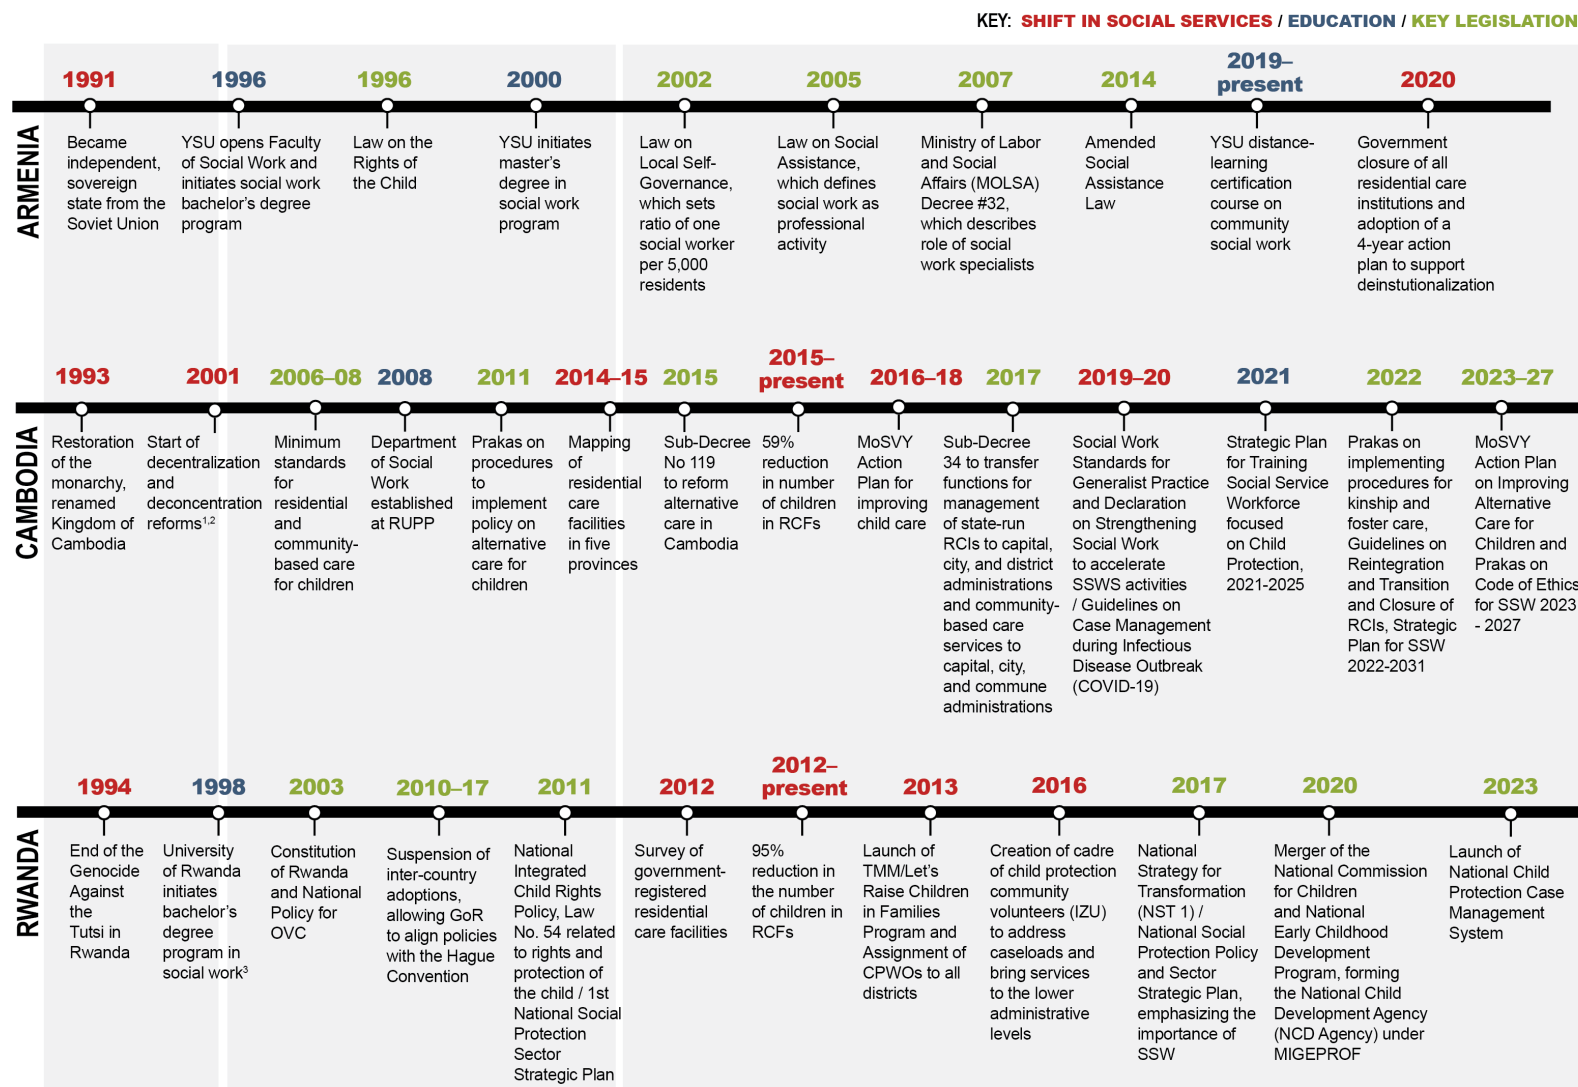 KEY: SHIFT IN SOCIAL SERVICES / EDUCATION / KEY LEGISLATION
ARMENIA
1991
Became
independent,
sovereign
state from the
Soviet Union
1996
YSU opens Faculty
of Social Work and
initiates social work
bachelor's degree
program
1996
Law on the
Rights of
the Child
2000
YSU initiates
master's
degree in
social work
program
2002
Law on
Local Self-
Governance,
which sets
ratio of one
social worker
per 5,000
residents
2005
Law on Social
Assistance,
which defines
social work as
professional
activity
2007
Ministry of Labor
and Social
Affairs (MOLSA)
Decree #32,
which describes
role of social
work specialists
2014
Amended
Social
Assistance
Law
2019–
present
YSU distance-
learning
certification
course on
community
social work
2020
Government
closure of all
residential care
institutions and
adoption of a
4-year action
plan to support
deinstutionalization
CAMBODIA
1993
Restoration
of the
monarchy,
renamed
Kingdom of
Cambodia
2001
Start of
decentralization
and
deconcentration
reforms1,2
2006–08
Minimum
standards
for
residential
and
community-
based care
for children
2008
Department
of Social
Work
established
at RUPP
2011
Prakas on
procedures
to
implement
policy on
alternative
care for
children
2014–15
Mapping
of
residential
care
facilities
in five
provinces
2015
Sub-Decree
No 119
to reform
alternative
care in
Cambodia
2015–
present
59%
reduction
in number
of children
in RCFs
2016–18
MoSVY
Action
Plan for
improving
child care
2017
Sub-Decree
34 to transfer
functions for
management
of state-run
RCIs to capital,
city, and district
administrations
and community-
based care
services to
capital, city,
and commune
administrations
2019–20
Social Work
Standards for
Generalist Practice
and Declaration
on Strengthening
Social Work
to accelerate
SSWS activities
/ Guidelines on
Case Management
during Infectious
Disease Outbreak
(COVID-19)
2021
Strategic Plan
for Training
Social Service
Workforce
focused
on Child
Protection,
2021-2025
2022
Prakas on
implementing
procedures for
kinship and
foster care,
Guidelines on
Reintegration
and Transition
and Closure of
RCIs, Strategic
Plan for SSW
2022-2031
2023–27
MoSVY
Action Plan
on Improving
Alternative
Care for
Children and
Prakas on
Code of Ethics
for SSW 2023
- 2027
RWANDA
1994
End of the
Genocide
Against
the
Tutsi in
Rwanda
1998
University
of Rwanda
initiates
bachelor's
degree
program in
social work3
2003
Constitution
of Rwanda
and National
Policy for
OVC
2010–17
Suspension of
inter-country
adoptions,
allowing GoR
to align policies
with the Hague
Convention
2011
National
Integrated
Child Rights
Policy, Law
No. 54 related
to rights and
protection of
the child / 1st
National Social
Protection
Sector
Strategic Plan
2012
Survey of
government-
registered
residential
care facilities
2012–
present
95%
reduction in
the number
of children in
RCFs
2013
Launch of
TMM/Let's
Raise Children
in Families
Program and
Assignment of
CPWOs to all
districts
2016
Creation of cadre
of child protection
community
volunteers (IZU)
to address
caseloads and
bring services
to the lower
administrative
levels
2017
National
Strategy for
Transformation
(NST 1) /
National Social
Protection Policy
and Sector
Strategic Plan,
emphasizing the
importance of
SSW
2020
Merger of the
National Commission
for Children
and National
Early Childhood
Development
Program, forming
the National Child
Development Agency
(NCD Agency) under
MIGEPROF
2023
Launch of
National Child
Protection Case
Management
System